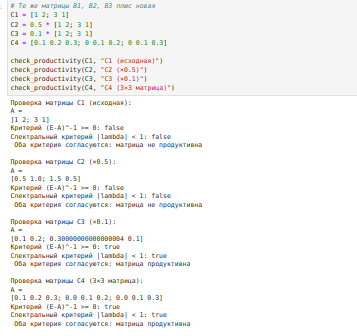 # Те же матрицы B1, B2, B3 плюс новая
C1 = [1 2; 3 1]
C2 = 0.5 * [1 2; 3 1]
C3 = 0.1 * [1 2; 3 1]
C4 = [0.1 0.2 0.3; 0 0.1 0.2; 0 0.1 0.3]
check_productivity(C1, "C1 (исходная)")
check_productivity(C2, "C2 (×0.5)")
check_productivity(C3, "C3 (×0.1)")
check_productivity(C4, "C4 (3×3 матрица)")
Проверка матрицы C1 (исходная):
A =
[1 2; 3 1]
Критерий (E-A)^-1 >= 0: false
Спектральный критерий |lambda| < 1: false
Оба критерия согласуются: матрица не продуктивна
Проверка матрицы C2 (×0.5):
A =
[0.5 1.0; 1.5 0.5]
Критерий (E-A)^-1 >= 0: false
Спектральный критерий |lambda| < 1: false
Оба критерия согласуются: матрица не продуктивна
Проверка матрицы C3 (×0.1):
A =
[0.1 0.2; 0.30000000000000004 0.1]
Критерий (E-A)^-1 >= 0: true
Спектральный критерий |lambda| < 1: true
Оба критерия согласуются: матрица продуктивна
Проверка матрицы C4 (3×3 матрица):
A =
[0.1 0.2 0.3; 0.0 0.1 0.2; 0.0 0.1 0.3]
Критерий (E-A)^-1 >= 0: true
Спектральный критерий |lambda| < 1: true
Оба критерия согласуются: матрица продуктивна